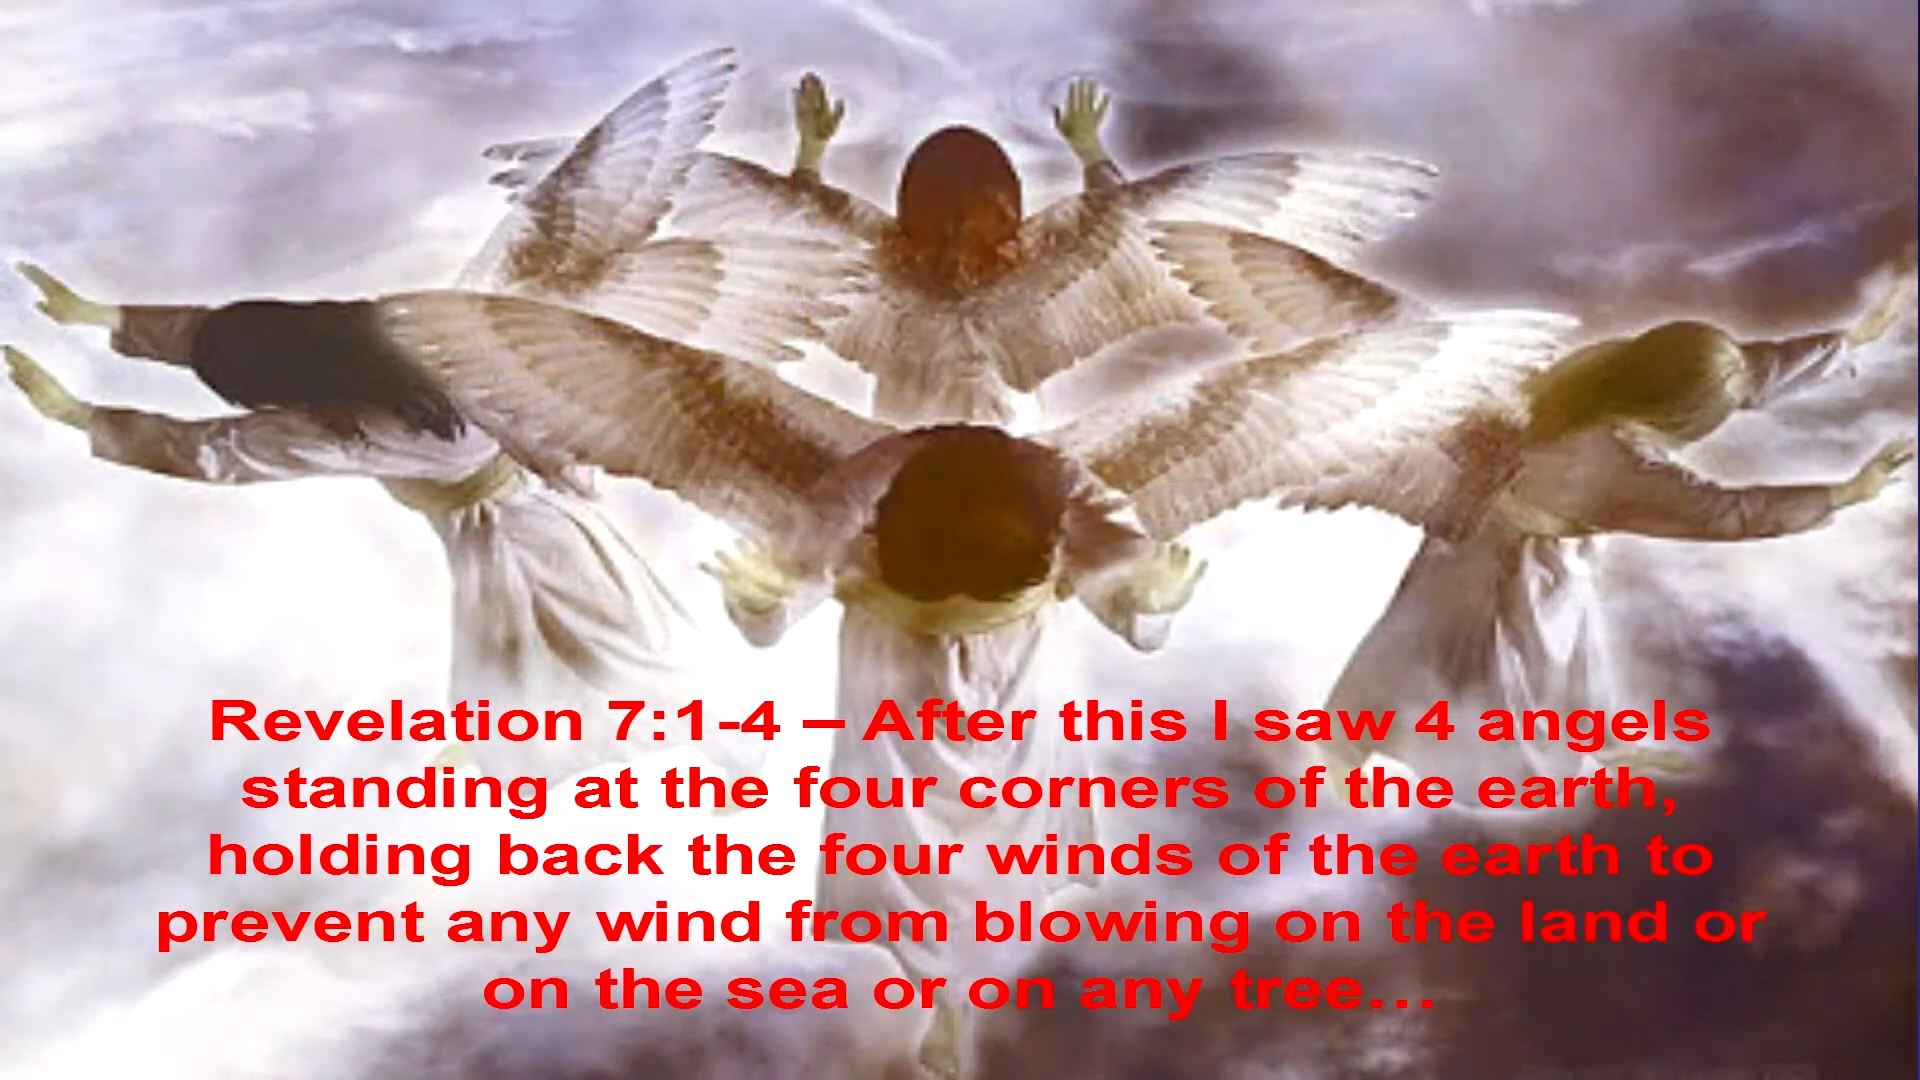 Revelation 7:1-4 – After this I saw 4 angels
standing at the four corners of the earth,
holding back the four winds of the earth to
prevent any wind from blowing on the land or
on the sea or on any tree...